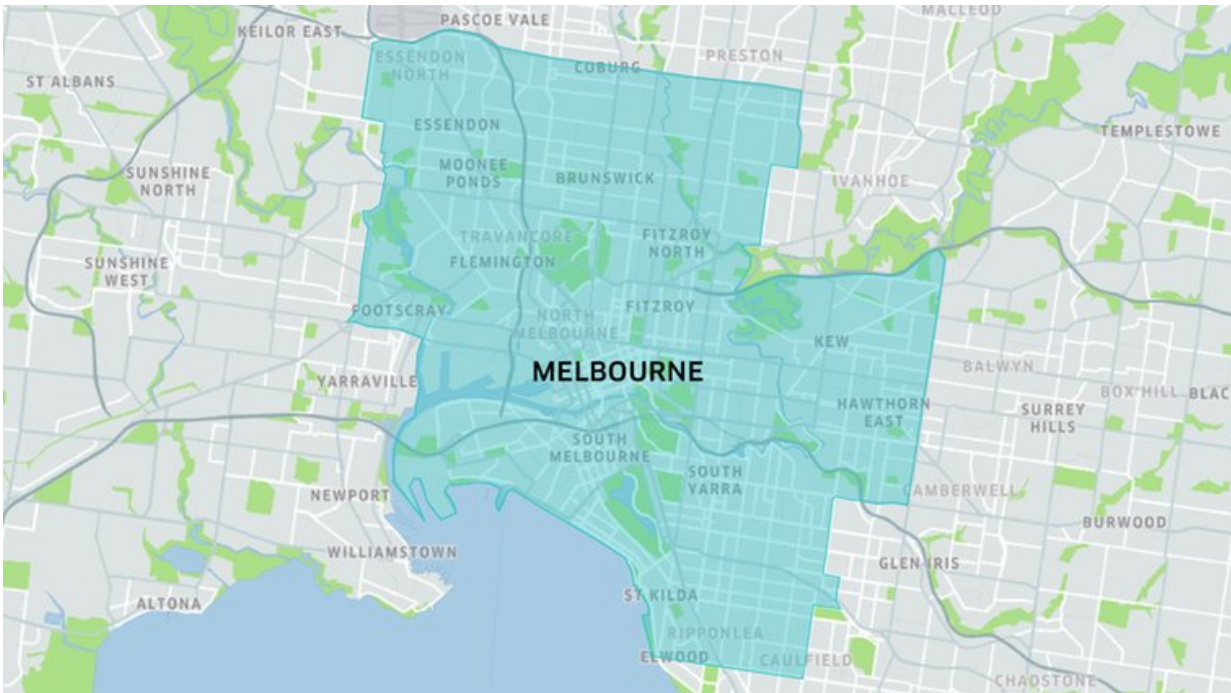 MACLEOD
PASCOE VALE
KEILOR EAST
ESSENDON
NORTH
COBURG
PRESTON
ST ALBANS
ESSENDON
TEMPLESTOWE
SUNSHINE
NORTH
MOONEE
PONDS
BRUNSWICK
IVANHOE
TRAVANCORE
FITZROY
NORTH
SUNSHINE
WEST
FLEMINGTON
FOOTSCRAY
NORTH
MELBOURNE
FITZROY
KEW
MELBOURNE
BALWYN
YARRAVILLE
BOX HILL
BLAC
HAWTHORN
EAST
SURREY
HILLS
SOUTH
MELBOURNE
SOUTH
YARRA
NEWPORT
CAMBERWELL
BURWOOD
WILLIAMSTOWN
GLEN IRIS
ALTONA
ST KILDA
RIPPONLEA
ELWOOD
CAULFIELD
CHADSTONE